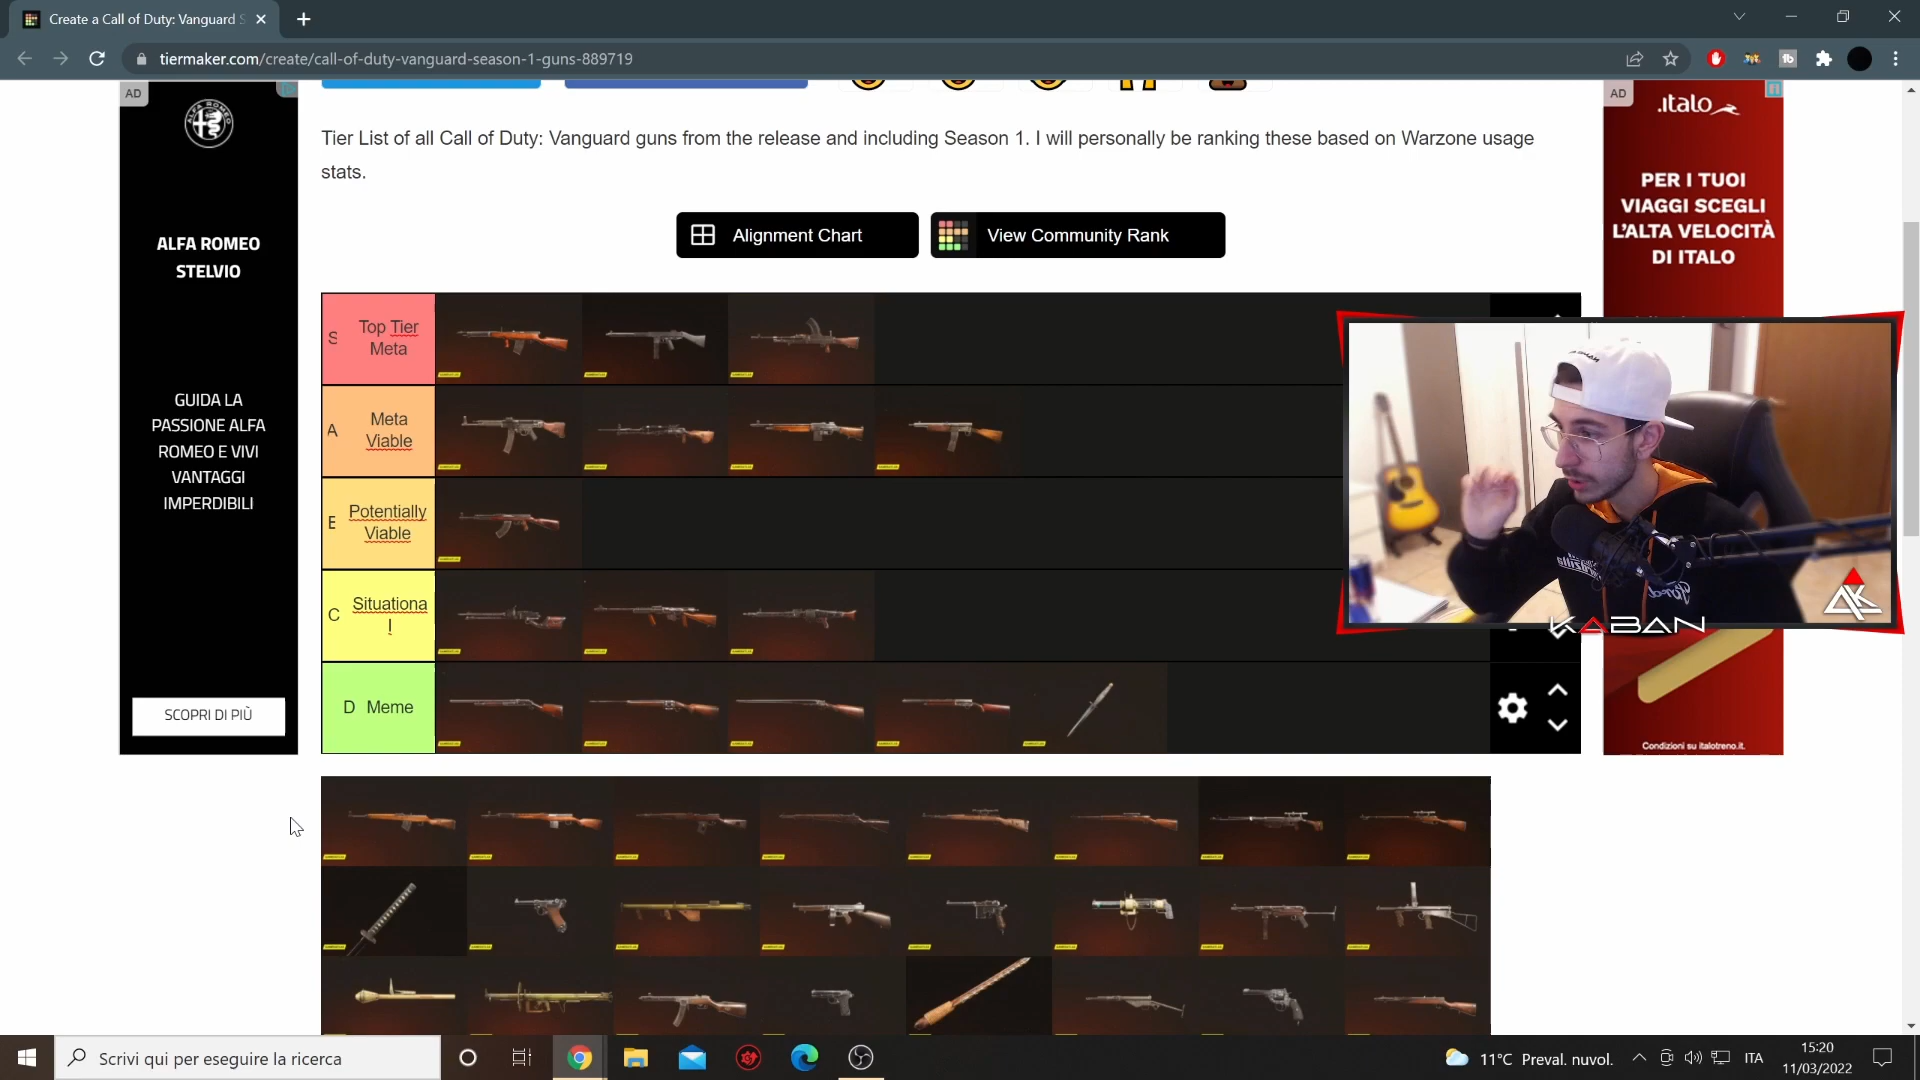 Create a Call of Duty: Vanguard S
tiermaker.com/create/call-of-duty-vanguard-season-1-guns-889719
AD
ALFA ROMEO
STELVIO
GUIDA LA
PASSIONE ALFA
ROMEO E VIVI
VANTAGGI
IMPERDIBILI
SCOPRI DI PIÙ
Tier List of all Call of Duty: Vanguard guns from the release and including Season 1. I will personally be ranking these based on Warzone usage
stats.
Alignment Chart
View Community Rank
S Top Tier
Meta
A Meta
Viable
Potentially
Viable
C Situationa
l
D Meme
AD
.italo
PER I TUOI
VIAGGI SCEGLI
L'ALTA VELOCITÀ
DI ITALO
Condizioni su italotreno.it.
KABAN
Scrivi qui per eseguire la ricerca
11°C Preval. nuvol.
ITA
15:20
11/03/2022